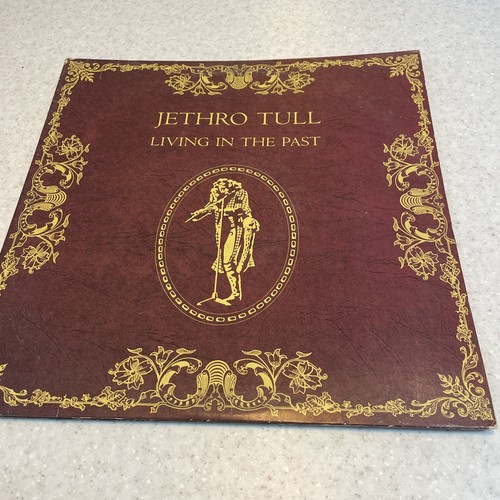 JETHRO TULL
LIVING IN THE PAST